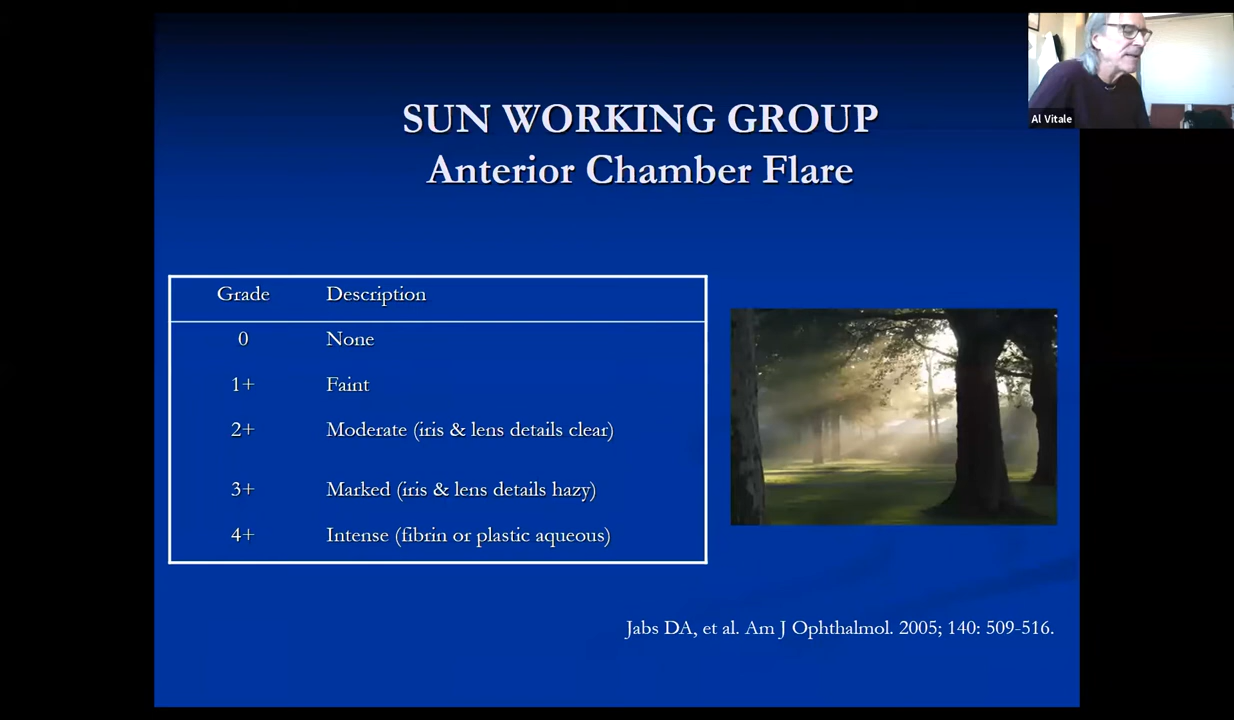 SUN WORKING GROUP
Anterior Chamber Flare
Grade Description
0 None
1+ Faint
2+ Moderate (iris & lens details clear)
3+ Marked (iris & lens details hazy)
4+ Intense (fibrin or plastic aqueous)
Jabs DA, et al. Am J Ophthalmol. 2005; 140: 509-516.
Al Vitale